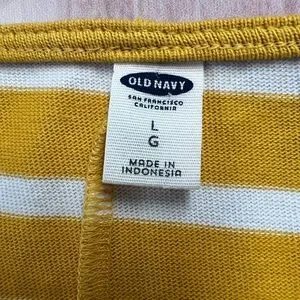 OLD NAVY
SAN FRANCISCO
CALIFORNIA
L
G
MADE IN
INDONESIA